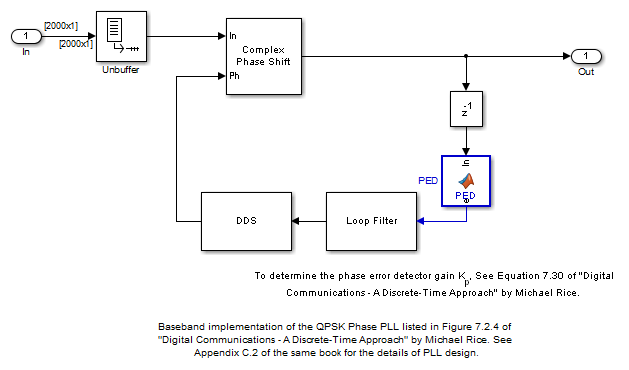 [2000x1]
1
In
[2000x1]
Unbuffer
In
Complex
Phase Shift
Ph
1
Out
z-1
In
PED
PED
e
DDS
Loop Filter
To determine the phase error detector gain Kp, See Equation 7.30 of "Digital
Communications - A Discrete-Time Approach" by Michael Rice.
Baseband implementation of the QPSK Phase PLL listed in Figure 7.2.4 of
"Digital Communications - A Discrete-Time Approach" by Michael Rice. See
Appendix C.2 of the same book for the details of PLL design.